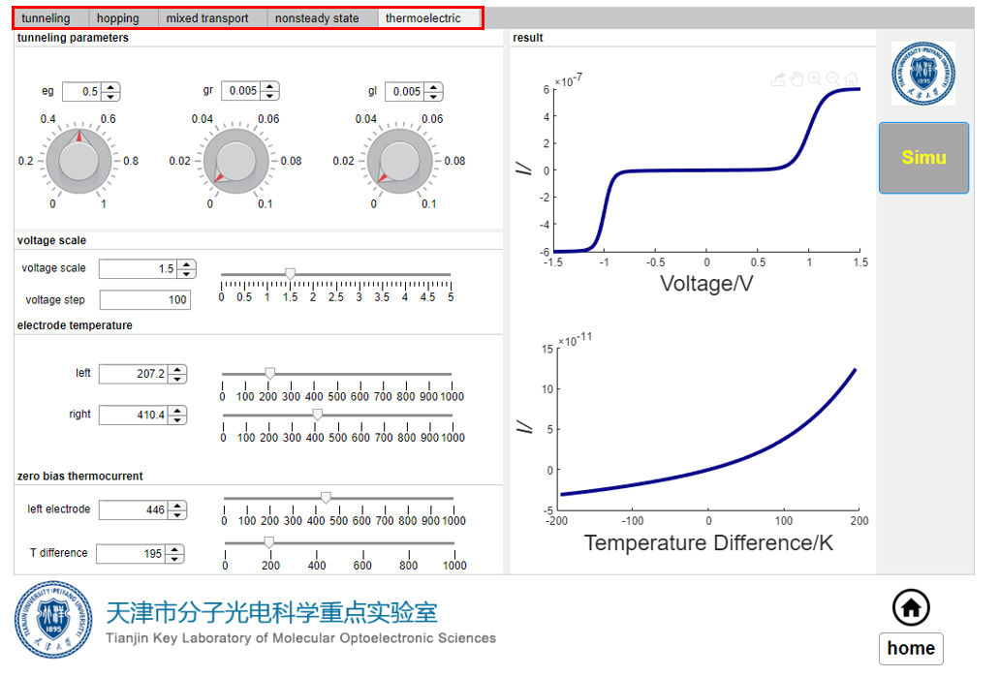 tunneling hopping mixed transport nonsteady state thermoelectric
tunneling parameters
eg 0.5
gr 0.005
gl 0.005
0 0.2 0.4 0.6 0.8 1
0 0.02 0.04 0.06 0.08 0.1
0 0.02 0.04 0.06 0.08 0.1
voltage scale
voltage scale 1.5
0 0.5 1 1.5 2 2.5 3 3.5 4 4.5 5
voltage step 100
electrode temperature
left 207.2
0 100 200 300 400 500 600 700 800 900 1000
right 410.4
0 100 200 300 400 500 600 700 800 900 1000
zero bias thermocurrent
left electrode 446
0 100 200 300 400 500 600 700 800 900 1000
T difference 195
0 200 400 600 800 1000
result
×10⁻⁷
6
4
2
0
-2
-4
-6
I/
-1.5 -1 -0.5 0 0.5 1 1.5
Voltage/V
×10⁻¹¹
15
10
5
0
-5
I/
-200 -100 0 100 200
Temperature Difference/K
1895
Simu
1895
天津市分子光电科学重点实验室
Tianjin Key Laboratory of Molecular Optoelectronic Sciences
home